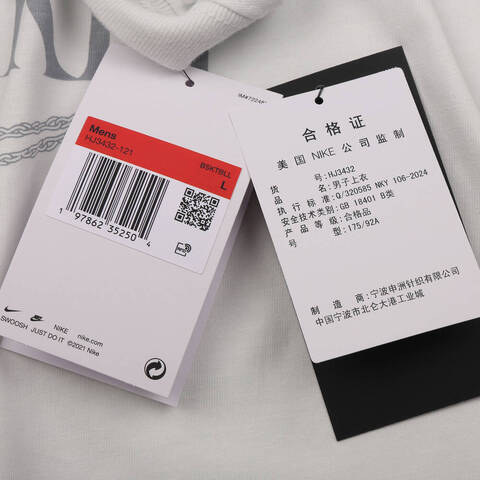 Mens
HJ3432-121
BSKTBLL
L
1 97862 35250 4
NIKE nike.com
SWOOSH JUST DO IT ©2021 Nike
合格证
美国NIKE公司监制
货号:HJ3432
品名:男子上衣
执行标准:Q/320585 NKY 106-2024
安全技术类别:GB 18401 B类
产品等级:合格品
号型:175/92A
制造商:宁波申洲针织有限公司
中国宁波市北仑大港工业城